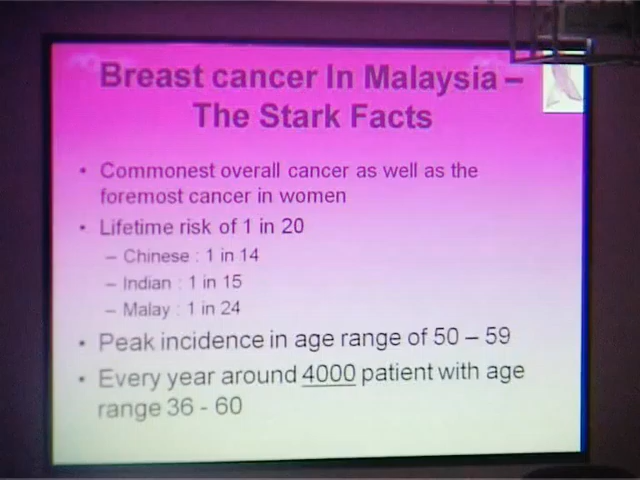 Breast cancer In Malaysia –
The Stark Facts
• Commonest overall cancer as well as the
foremost cancer in women
• Lifetime risk of 1 in 20
– Chinese : 1 in 14
– Indian : 1 in 15
– Malay : 1 in 24
• Peak incidence in age range of 50 – 59
• Every year around 4000 patient with age
range 36 - 60